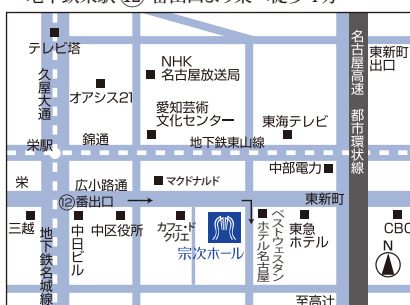 地下鉄栄駅⑫番出口より東へ徒歩4分
テレビ塔
久屋大通
オアシス21
NHK
名古屋放送局
愛知芸術
文化センター
名古屋高速 都市環状線
東新町
出口
東海テレビ
栄駅
錦通
地下鉄東山線
中部電力
栄
広小路通
マクドナルド
東新町
⑫番出口
三越
地下鉄名城線
中日ビル
中区役所
カフェ・ド
クリエ
宗次ホール
ベストウェスタン
ホテル名古屋
東急
ホテル
CBC
N
至高辻